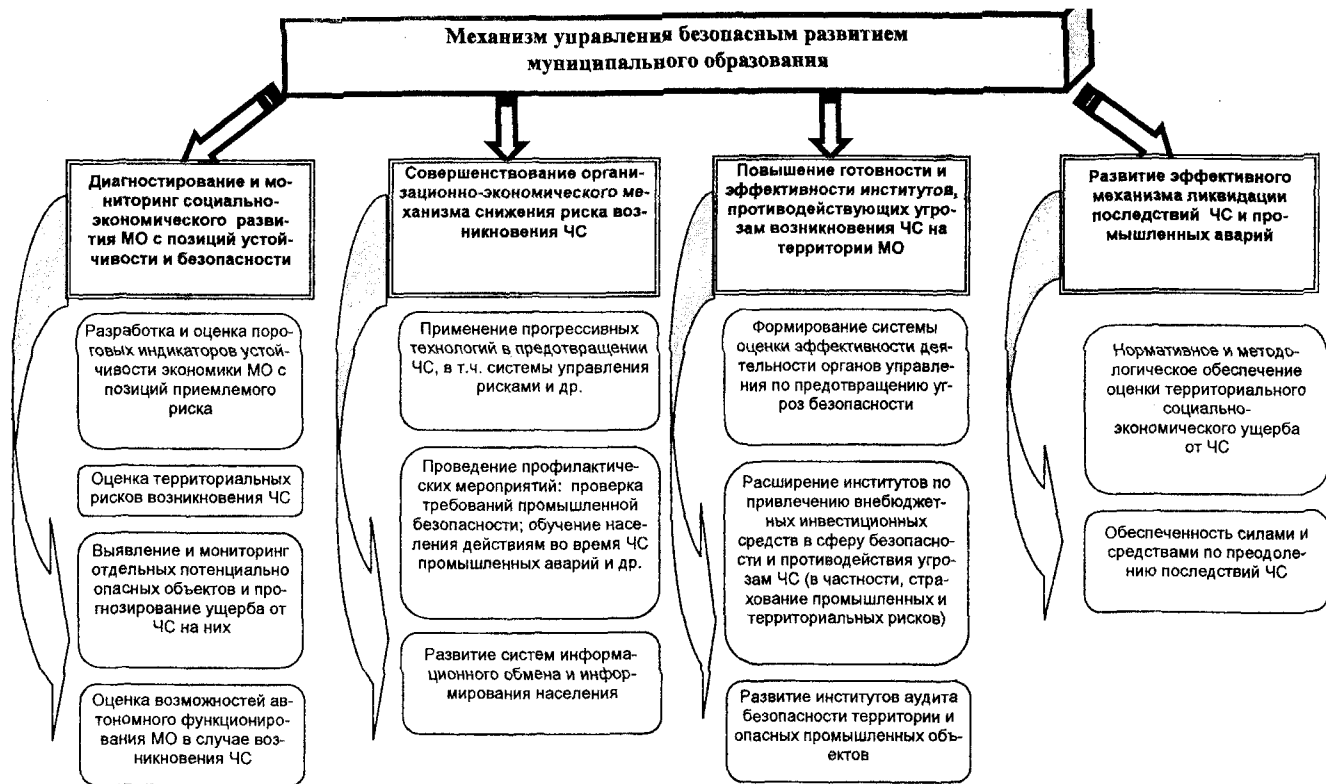 Механизм управления безопасным развитием
муниципального образования
Диагностирование и мо-
ниторинг социально-
экономического разви-
тия МО с позиций устой-
чивости и безопасности
Разработка и оценка поро-
говых индикаторов устой-
чивости экономики МО с
позиций приемлемого
риска
Оценка территориальных
рисков возникновения ЧС
Выявление и мониторинг
отдельных потенциально
опасных объектов и про-
гнозирование ущерба от
ЧС на них
Оценка возможностей ав-
тономного функциониро-
вания МО в случае воз-
никновения ЧС
Совершенствование органи-
зационно-экономического ме-
ханизма снижения риска воз-
никновения ЧС
Применение прогрессивных
технологий в предотвращении
ЧС, в т.ч. системы управления
рисками и др.
Проведение профилактиче-
ских мероприятий: проверка
требований промышленной
безопасности; обучение насе-
ления действиям во время ЧС
промышленных аварий и др.
Развитие систем информа-
ционного обмена и инфор-
мирования населения
Повышение готовности и
эффективности институтов,
противодействующих угро-
зам возникновения ЧС на
территории МО
Формирование системы
оценки эффективности дея-
тельности органов управле-
ния по предотвращению уг-
роз безопасности
Расширение институтов по
привлечению внебюджет-
ных инвестиционных
средств в сферу безопасно-
сти и противодействия угро-
зам ЧС (в частности, стра-
хование промышленных и
территориальных рисков)
Развитие институтов аудита
безопасности территории и
опасных промышленных объ-
ектов
Развитие эффективного
механизма ликвидации
последствий ЧС и про-
мышленных аварий
Нормативное и методо-
логическое обеспечение
оценки территориального
социально-
экономического ущерба
от ЧС
Обеспеченность силами и
средствами по преодоле-
нию последствий ЧС